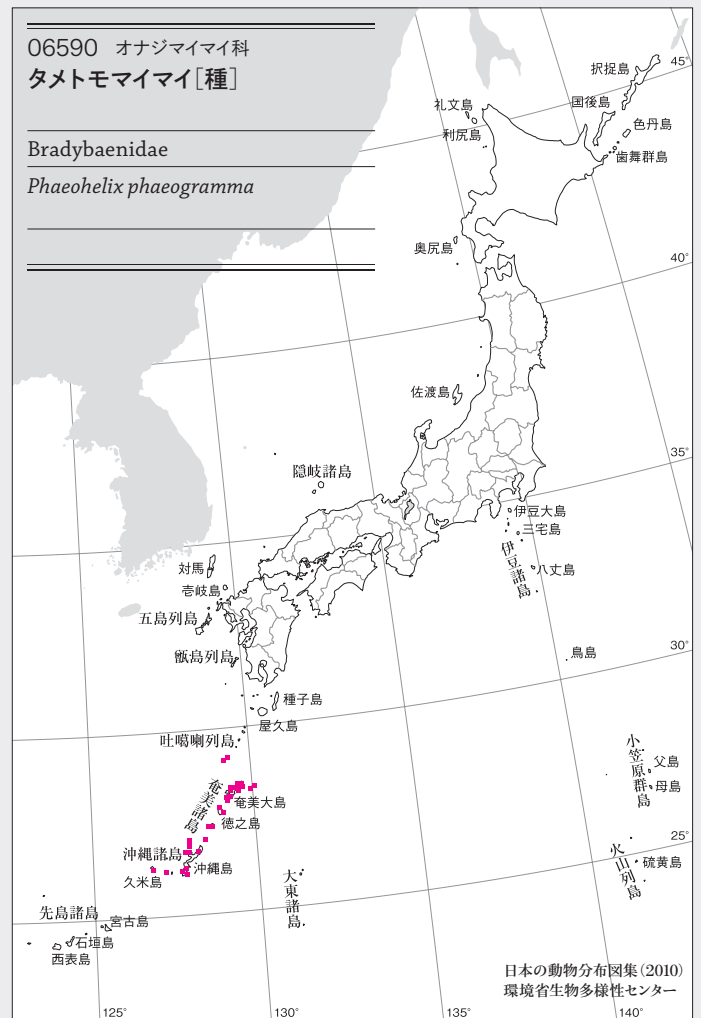 06590 オナジマイマイ科
タメトモマイマイ[種]
Bradybaenidae
Phaeohelix phaeogramma
択捉島
45°
礼文島
国後島
利尻島
色丹島
歯舞群島
奥尻島
40°
佐渡島
35°
隠岐諸島
伊豆大島
三宅島
伊豆諸島
八丈島
対馬
壱岐島
五島列島
甑島列島
鳥島
30°
種子島
屋久島
吐噶喇列島
小笠原群島
父島
母島
奄美諸島
奄美大島
徳之島
25°
沖縄諸島
沖縄島
久米島
火山列島
硫黄島
大東諸島
先島諸島
宮古島
石垣島
西表島
日本の動物分布図集(2010)
環境省生物多様性センター
125°
130°
135°
140°